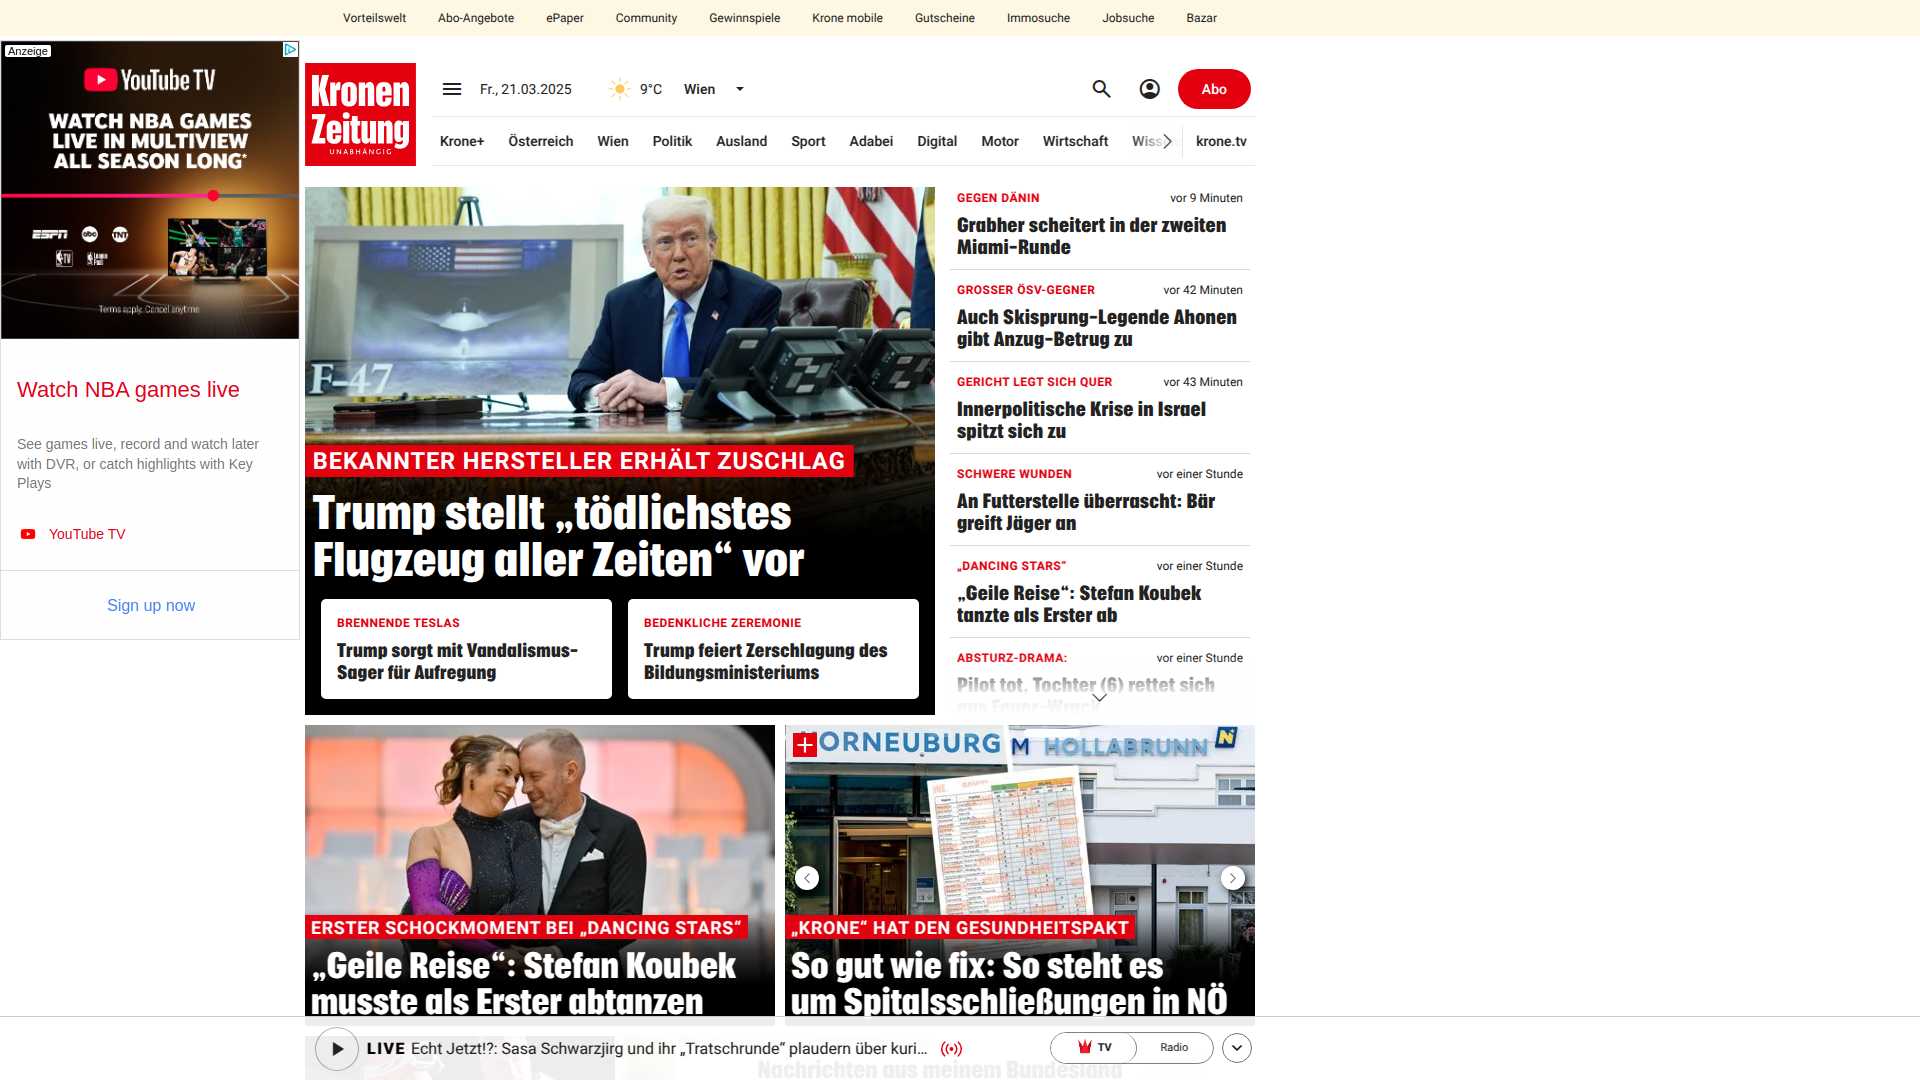 Vorteilswelt
Abo-Angebote
ePaper
Community
Gewinnspiele
Krone mobile
Gutscheine
Immosuche
Jobsuche
Bazar
Anzeige
YouTube TV
WATCH NBA GAMES
LIVE IN MULTIVIEW
ALL SEASON LONG*
ESPN
abc
TNT
Terms apply. Cancel anytime
Watch NBA games live
See games live, record and watch later
with DVR, or catch highlights with Key
Plays
YouTube TV
Sign up now
Kronen
Zeitung
UNABHÄNGIG
Fr., 21.03.2025
9°C
Wien
Abo
Krone+
Österreich
Wien
Politik
Ausland
Sport
Adabei
Digital
Motor
Wirtschaft
Wiss
krone.tv
F-47
BEKANNTER HERSTELLER ERHÄLT ZUSCHLAG
Trump stellt „tödlichstes
Flugzeug aller Zeiten“ vor
BRENNENDE TESLAS
Trump sorgt mit Vandalismus-
Sager für Aufregung
BEDENKLICHE ZEREMONIE
Trump feiert Zerschlagung des
Bildungsministeriums
GEGEN DÄNIN
vor 9 Minuten
Grabher scheitert in der zweiten
Miami-Runde
GROSSER ÖSV-GEGNER
vor 42 Minuten
Auch Skisprung-Legende Ahonen
gibt Anzug-Betrug zu
GERICHT LEGT SICH QUER
vor 43 Minuten
Innerpolitische Krise in Israel
spitzt sich zu
SCHWERE WUNDEN
vor einer Stunde
An Futterstelle überrascht: Bär
greift Jäger an
„DANCING STARS“
vor einer Stunde
„Geile Reise“: Stefan Koubek
tanzte als Erster ab
ABSTURZ-DRAMA:
vor einer Stunde
Pilot tot, Tochter (6) rettet sich
aus Feuer-Wrack
ERSTER SCHOCKMOMENT BEI „DANCING STARS“
„Geile Reise“: Stefan Koubek
musste als Erster abtanzen
ORNEUBURG
M HOLLABRUNN
N
„KRONE“ HAT DEN GESUNDHEITSPAKT
So gut wie fix: So steht es
um Spitalsschließungen in NÖ
LIVE Echt Jetzt!?: Sasa Schwarzjirg und ihr „Tratschrunde“ plaudern über kuri...
TV
Radio
Nachrichten aus meinem Bundesland